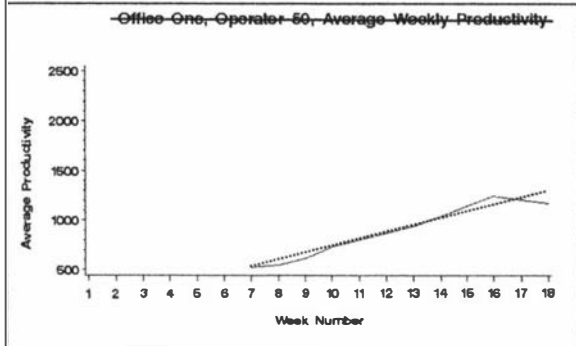 Office One, Operator 50, Average Weekly Productivity
2500
2000
1500
1000
500
Average Productivity
1 2 3 4 5 6 7 8 9 10 11 12 13 14 15 16 17 18
Week Number